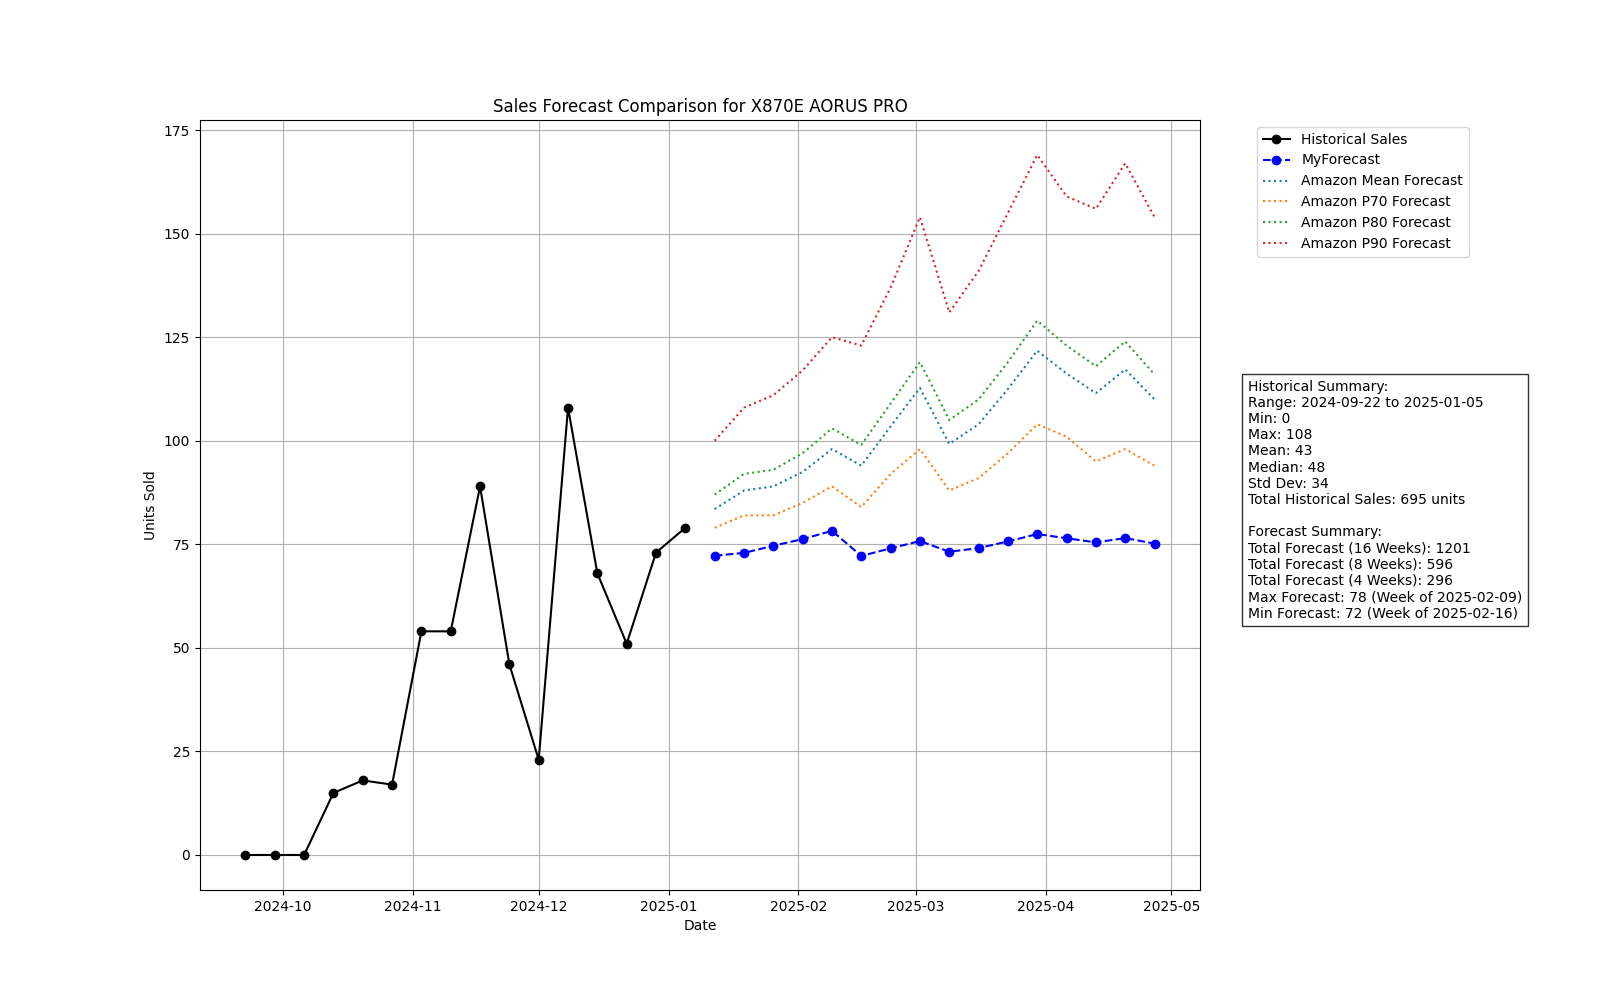 Sales Forecast Comparison for X870E AORUS PRO
175
150
125
100
75
50
25
0
Units Sold
2024-10
2024-11
2024-12
2025-01
2025-02
2025-03
2025-04
2025-05
Date
Historical Sales
MyForecast
Amazon Mean Forecast
Amazon P70 Forecast
Amazon P80 Forecast
Amazon P90 Forecast
Historical Summary:
Range: 2024-09-22 to 2025-01-05
Min: 0
Max: 108
Mean: 43
Median: 48
Std Dev: 34
Total Historical Sales: 695 units
Forecast Summary:
Total Forecast (16 Weeks): 1201
Total Forecast (8 Weeks): 596
Total Forecast (4 Weeks): 296
Max Forecast: 78 (Week of 2025-02-09)
Min Forecast: 72 (Week of 2025-02-16)